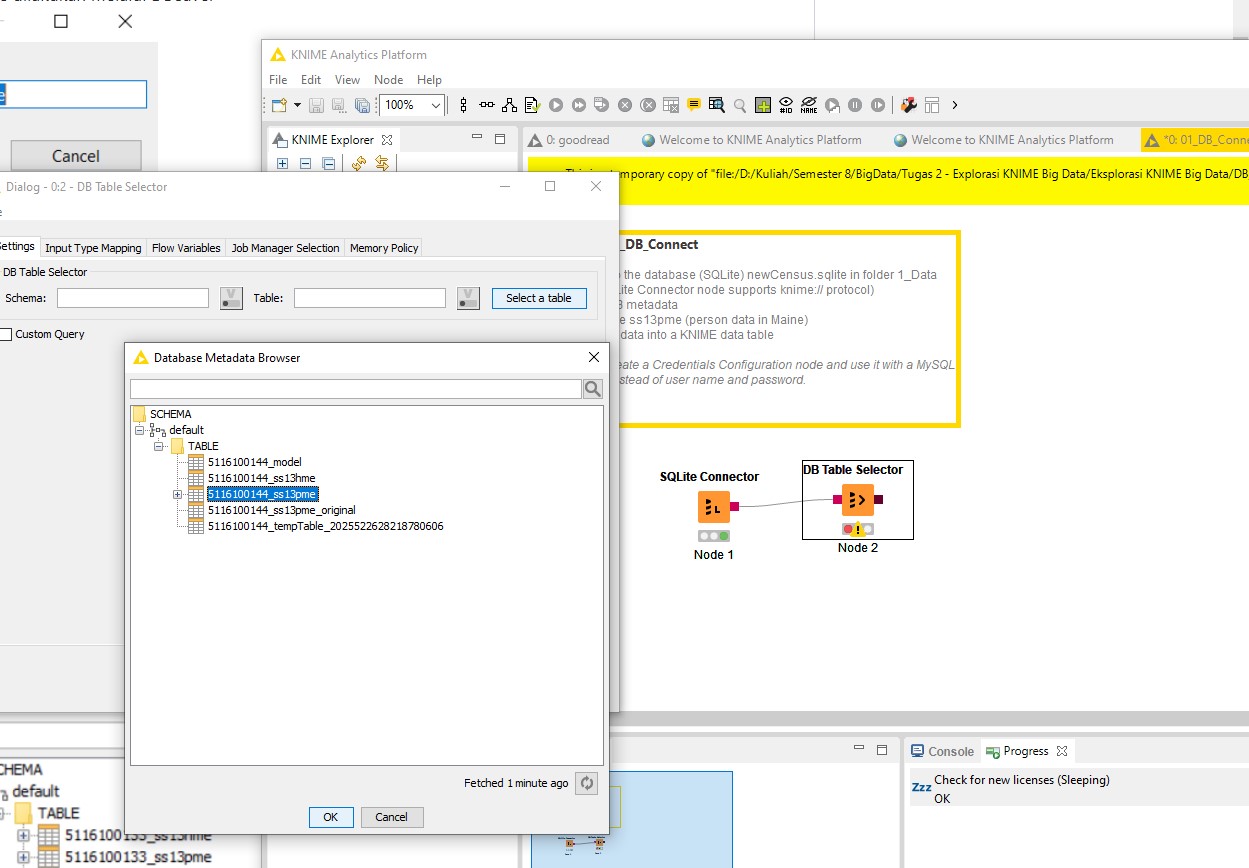 KNIME Analytics Platform
File Edit View Node Help
100%
Cancel
KNIME Explorer
0: goodread
Welcome to KNIME Analytics Platform
Welcome to KNIME Analytics Platform
*0: 01_DB_Conne
mporary copy of "file:/D:/Kuliah/Semester 8/BigData/Tugas 2 - Explorasi KNIME Big Data/Eksplorasi KNIME Big Data/DB
Dialog - 0:2 - DB Table Selector
ettings
Input Type Mapping
Flow Variables
Job Manager Selection
Memory Policy
DB Table Selector
Schema:
Table:
Select a table
Custom Query
_DB_Connect
the database (SQLite) newCensus.sqlite in folder 1_Data
ite Connector node supports knime:// protocol)
metadata
e ss13pme (person data in Maine)
data into a KNIME data table
eate a Credentials Configuration node and use it with a MySQL
stead of user name and password.
Database Metadata Browser
SCHEMA
default
TABLE
5116100144_model
5116100144_ss13hme
5116100144_ss13pme
5116100144_ss13pme_original
5116100144_tempTable_2025522628218780606
Fetched 1 minute ago
OK
Cancel
SQLite Connector
Node 1
DB Table Selector
Node 2
Console
Progress
Zzz
Check for new licenses (Sleeping)
OK
CHEMA
default
TABLE
5116100133_ss13hme
5116100133_ss13pme